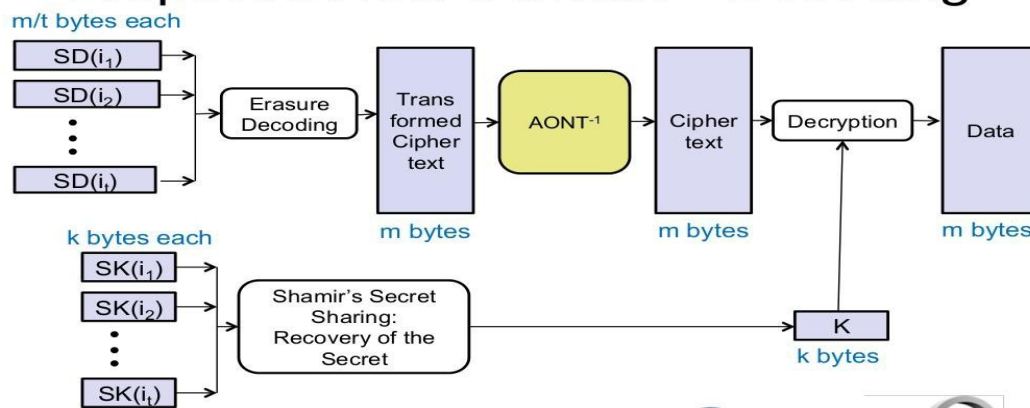 m/t bytes each
SD(i₁)
SD(i₂)
SD(iₜ)
Erasure
Decoding
Trans
formed
Cipher
text
m bytes
AONT⁻¹
Cipher
text
m bytes
Decryption
Data
m bytes
k bytes each
SK(i₁)
SK(i₂)
SK(iₜ)
Shamir's Secret
Sharing:
Recovery of the
Secret
K
k bytes